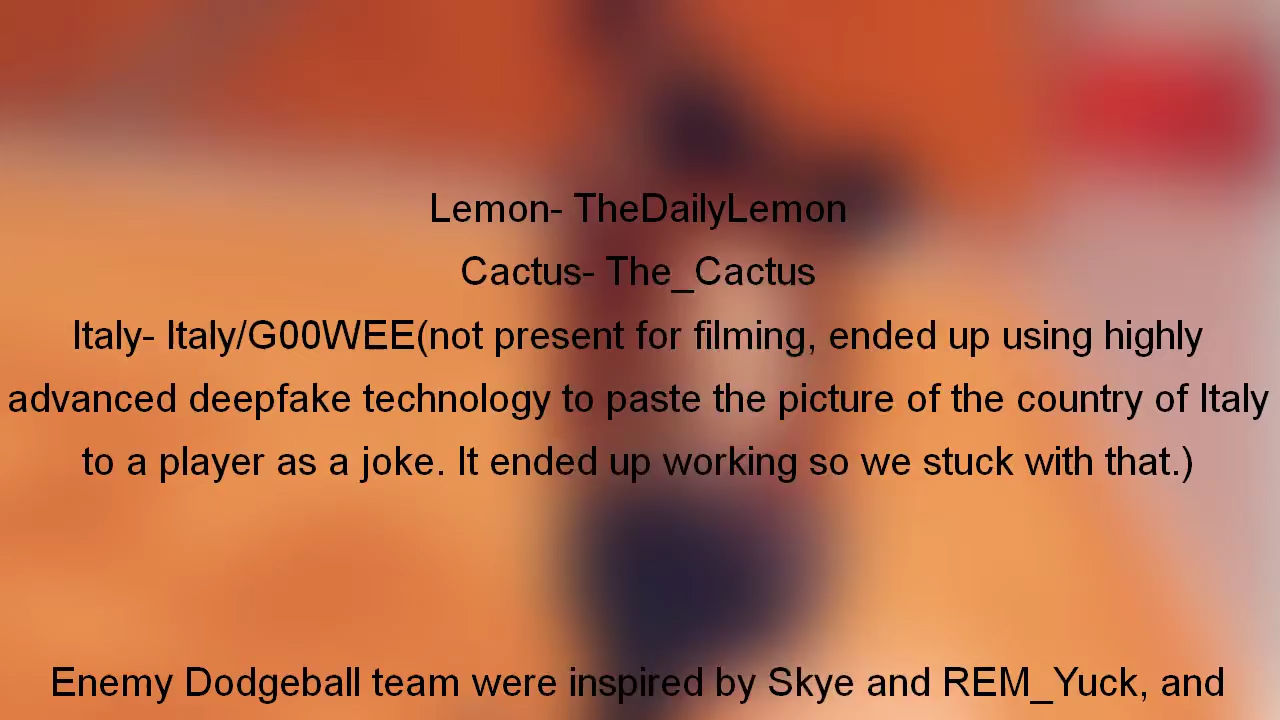 Lemon- TheDailyLemon
Cactus- The_Cactus
Italy- Italy/G00WEE(not present for filming, ended up using highly
advanced deepfake technology to paste the picture of the country of Italy
to a player as a joke. It ended up working so we stuck with that.)
Enemy Dodgeball team were inspired by Skye and REM_Yuck, and